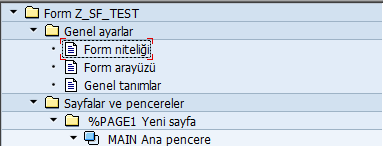 Form Z_SF_TEST
Genel ayarlar
Form niteliği
Form arayüzü
Genel tanımlar
Sayfalar ve pencereler
%PAGE1 Yeni sayfa
MAIN Ana pencere